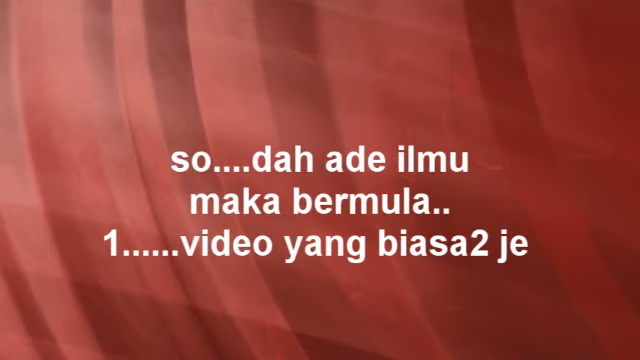 so....dah ade ilmu
maka bermula..
1......video yang biasa2 je